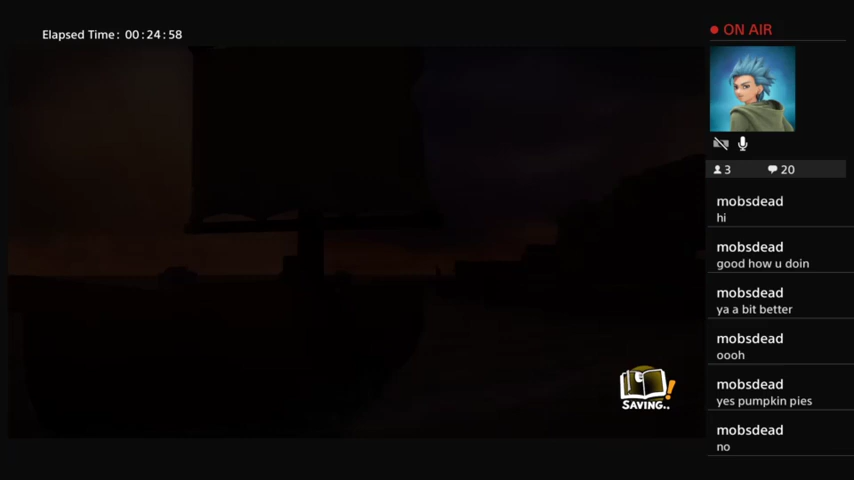 Elapsed Time: 00:24:58
ON AIR
3
20
mobsdead
hi
mobsdead
good how u doin
mobsdead
ya a bit better
mobsdead
oooh
mobsdead
yes pumpkin pies
mobsdead
no
SAVING..